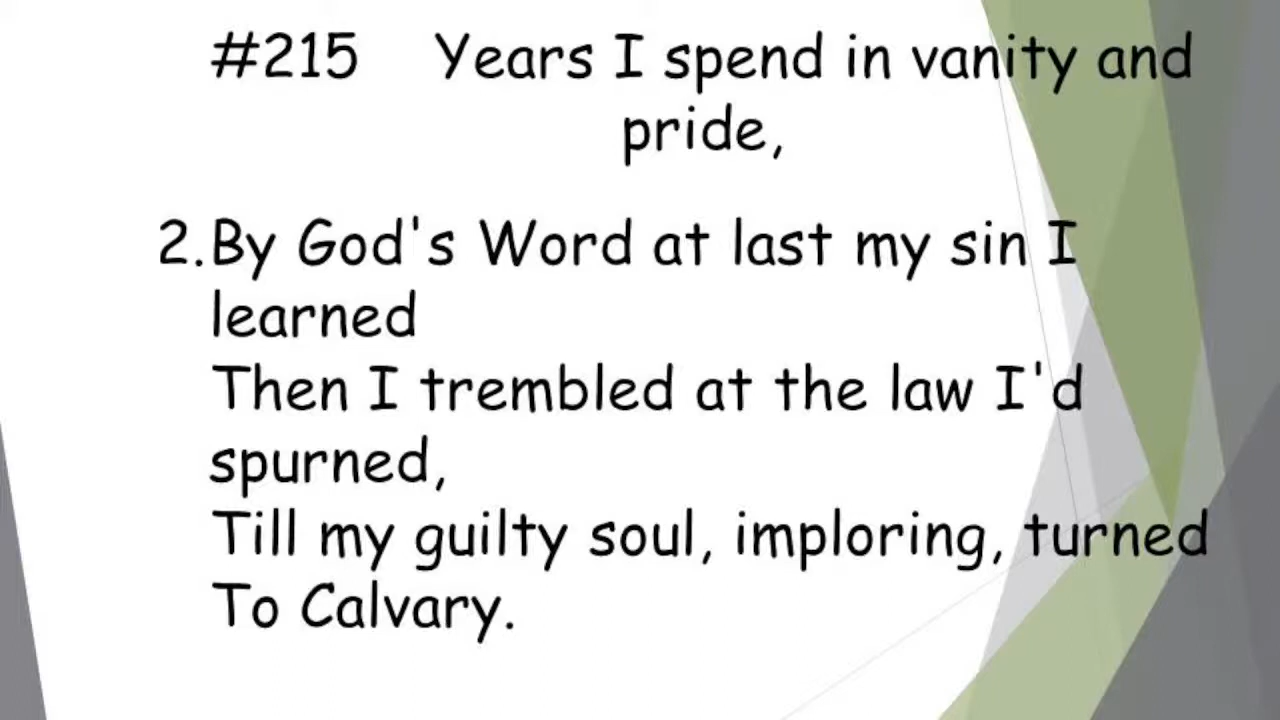 #215 Years I spend in vanity and
pride,
2.By God's Word at last my sin I
learned
Then I trembled at the law I'd
spurned,
Till my guilty soul, imploring, turned
To Calvary.